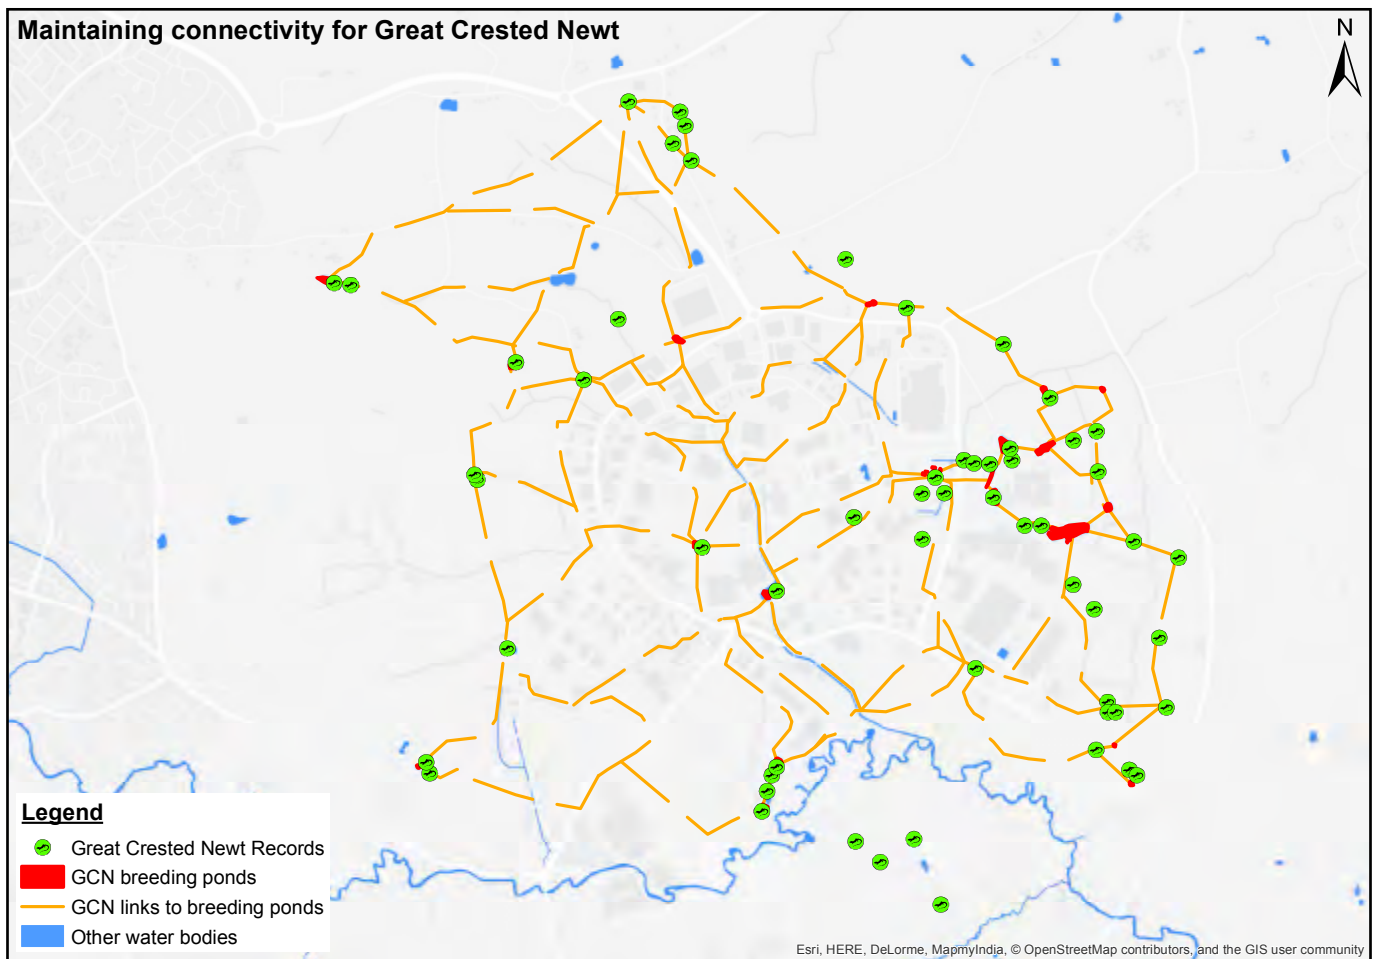 Maintaining connectivity for Great Crested Newt
N
Legend
Great Crested Newt Records
GCN breeding ponds
GCN links to breeding ponds
Other water bodies
Esri, HERE, DeLorme, MapmyIndia, © OpenStreetMap contributors, and the GIS user community